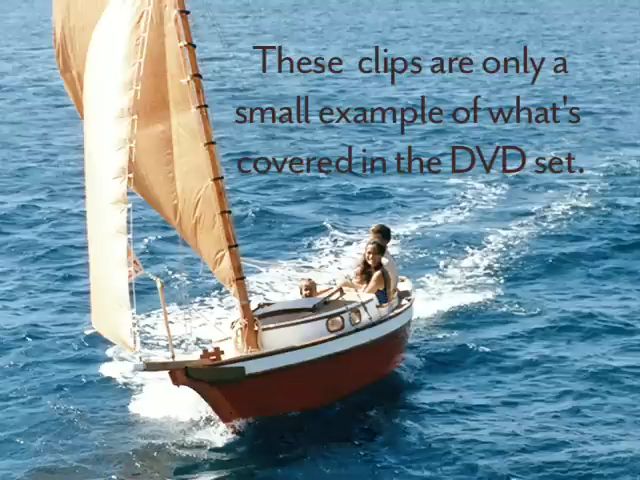 These clips are only a
small example of what's
covered in the DVD set.